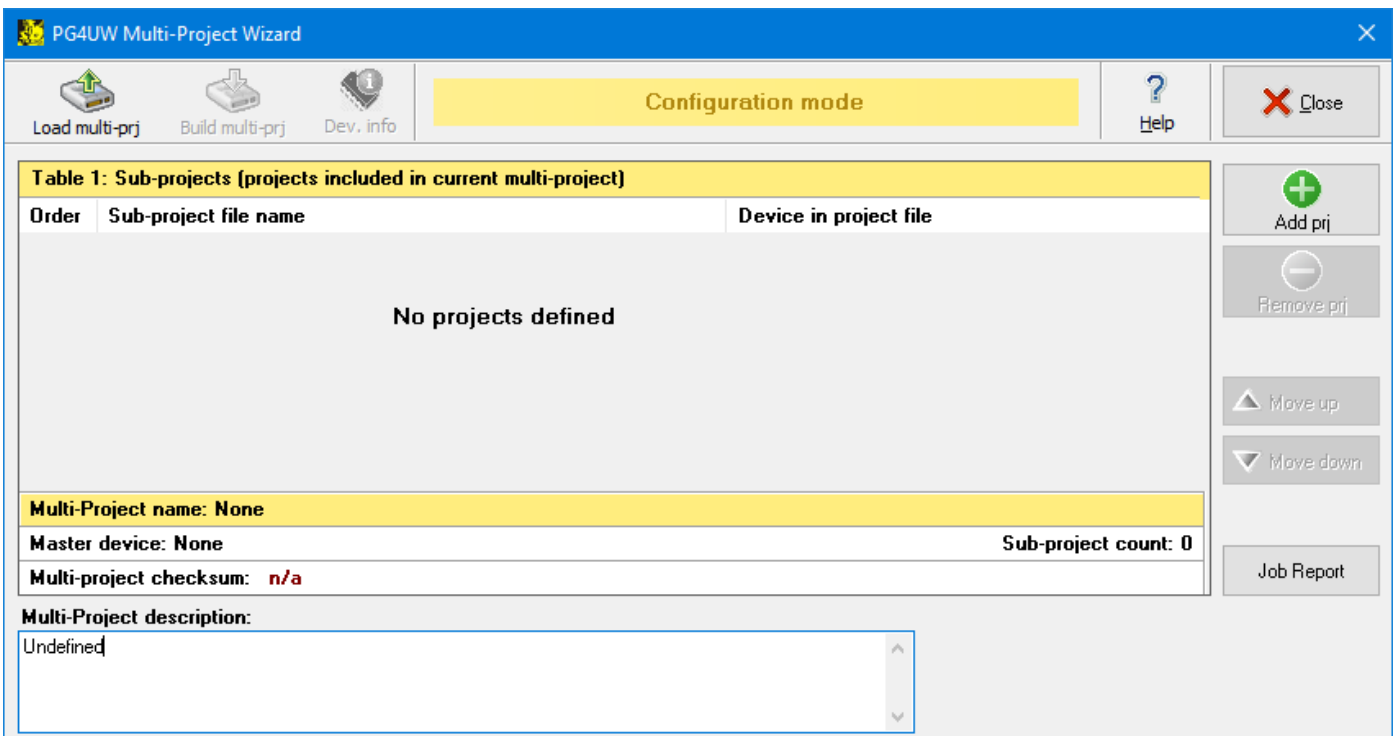 PG4UW Multi-Project Wizard
Load multi-prj
Build multi-prj
Dev. info
Configuration mode
Help
Close
Table 1: Sub-projects (projects included in current multi-project)
Order Sub-project file name Device in project file
No projects defined
Add prj
Remove prj
Move up
Move down
Multi-Project name: None
Master device: None Sub-project count: 0
Multi-project checksum: n/a
Job Report
Multi-Project description:
Undefined